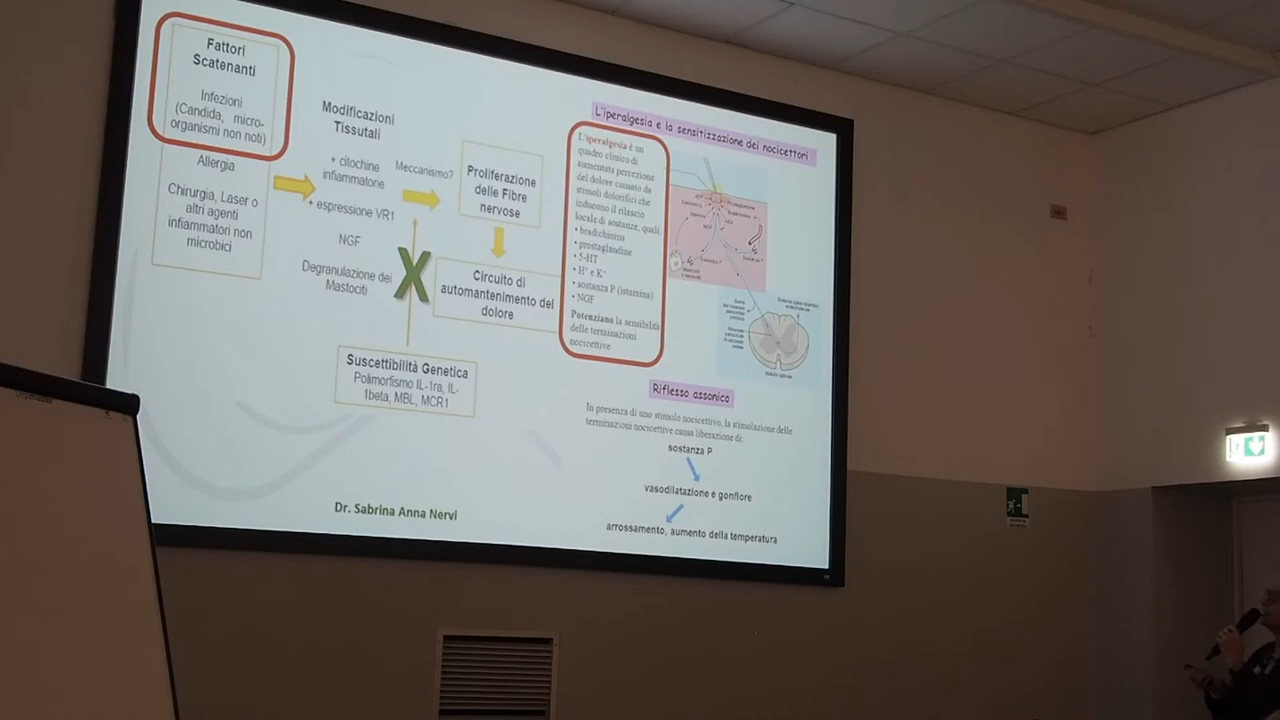 Fattori
Scatenanti
Infezioni
(Candida, micro-
organismi non noti)
Allergia
Chirurgia, Laser o
altri agenti
infiammatori non
microbici
Modificazioni
Tissutali
+ citochine
infiammatorie
+ espressione VR1
NGF
Degranulazione dei
Mastociti
Meccanismo?
X
Proliferazione
delle Fibre
nervose
Circuito di
automantenimento del
dolore
Suscettibilità Genetica
Polimorfismo IL-1ra, IL-
1beta, MBL, MCR1
Dr. Sabrina Anna Nervi
L'iperalgesia e la sensitizzazione dei nocicettori
L'iperalgesia è un
quadro clinico di
aumentata percezione
del dolore causato da
stimoli dolorifici che
inducono il rilascio
locale di sostanze, quali:
• bradichinina
• prostaglandine
• 5-HT
• H+ e K+
• sostanza P (istamina)
• NGF
Potenziano la sensibilità
delle terminazioni
nocicettive
Riflesso assonico
In presenza di uno stimolo nocicettivo, la stimolazione delle
terminazioni nocicettive causa liberazione di:
sostanza P
vasodilatazione e gonfiore
arrossamento, aumento della temperatura